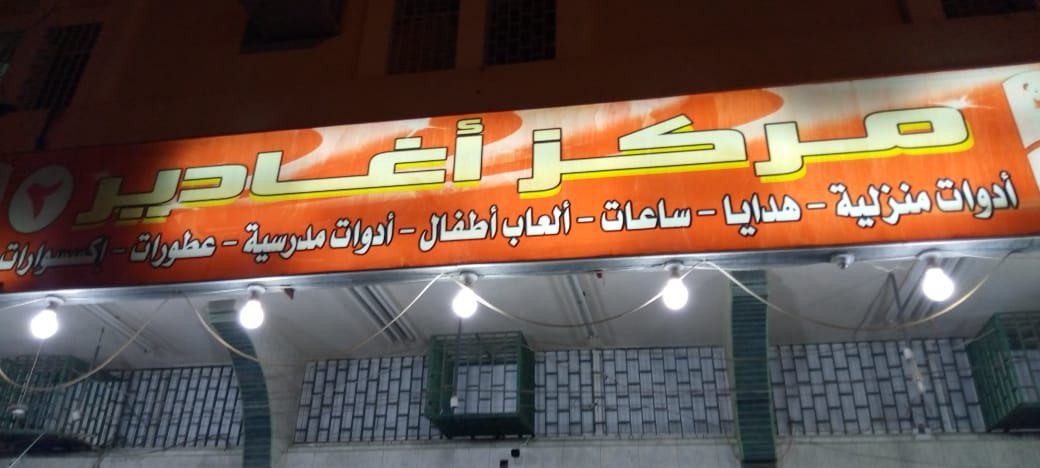 مركز أغادير ٢
أدوات منزلية - هدايا - ساعات - ألعاب أطفال - أدوات مدرسية - عطورات - إكسسوارات